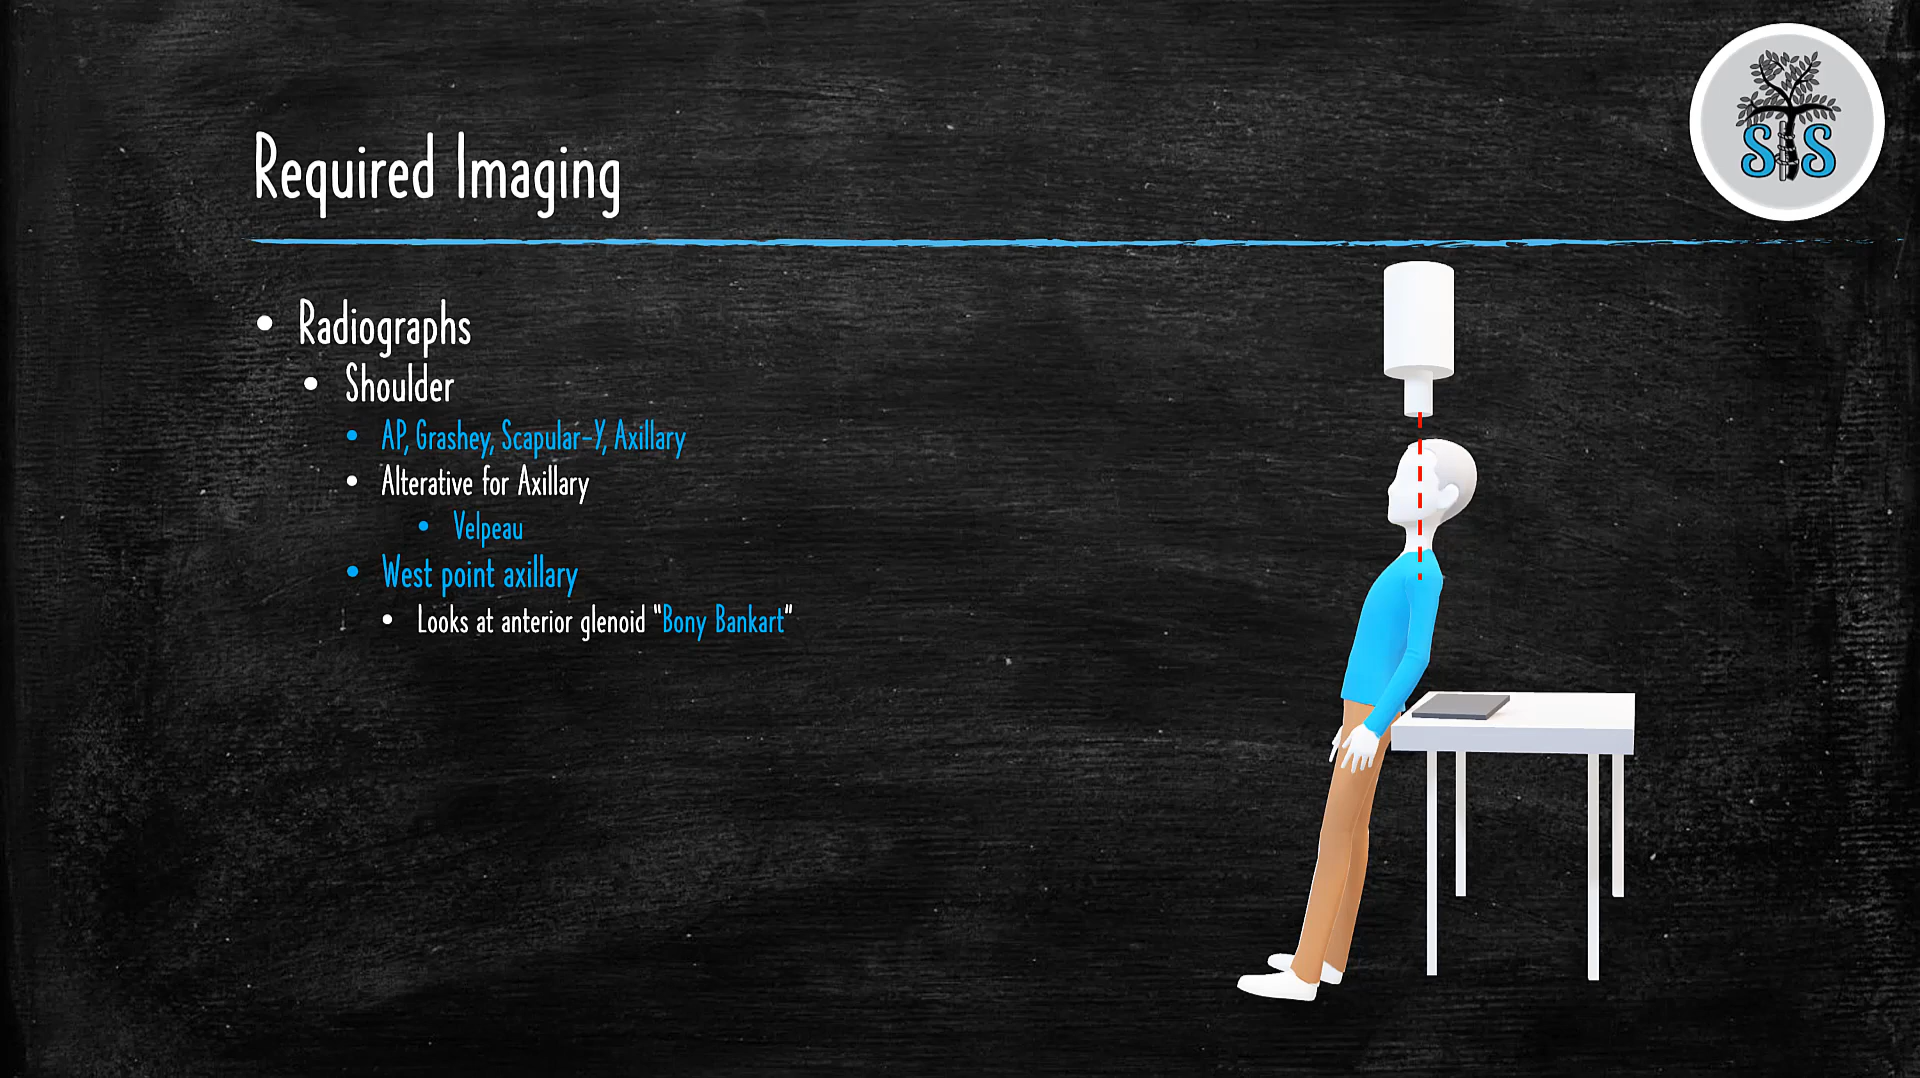 SIS
Required Imaging
• Radiographs
• Shoulder
• AP, Grashey, Scapular-Y, Axillary
• Alterative for Axillary
• Velpeau
• West point axillary
• Looks at anterior glenoid "Bony Bankart"